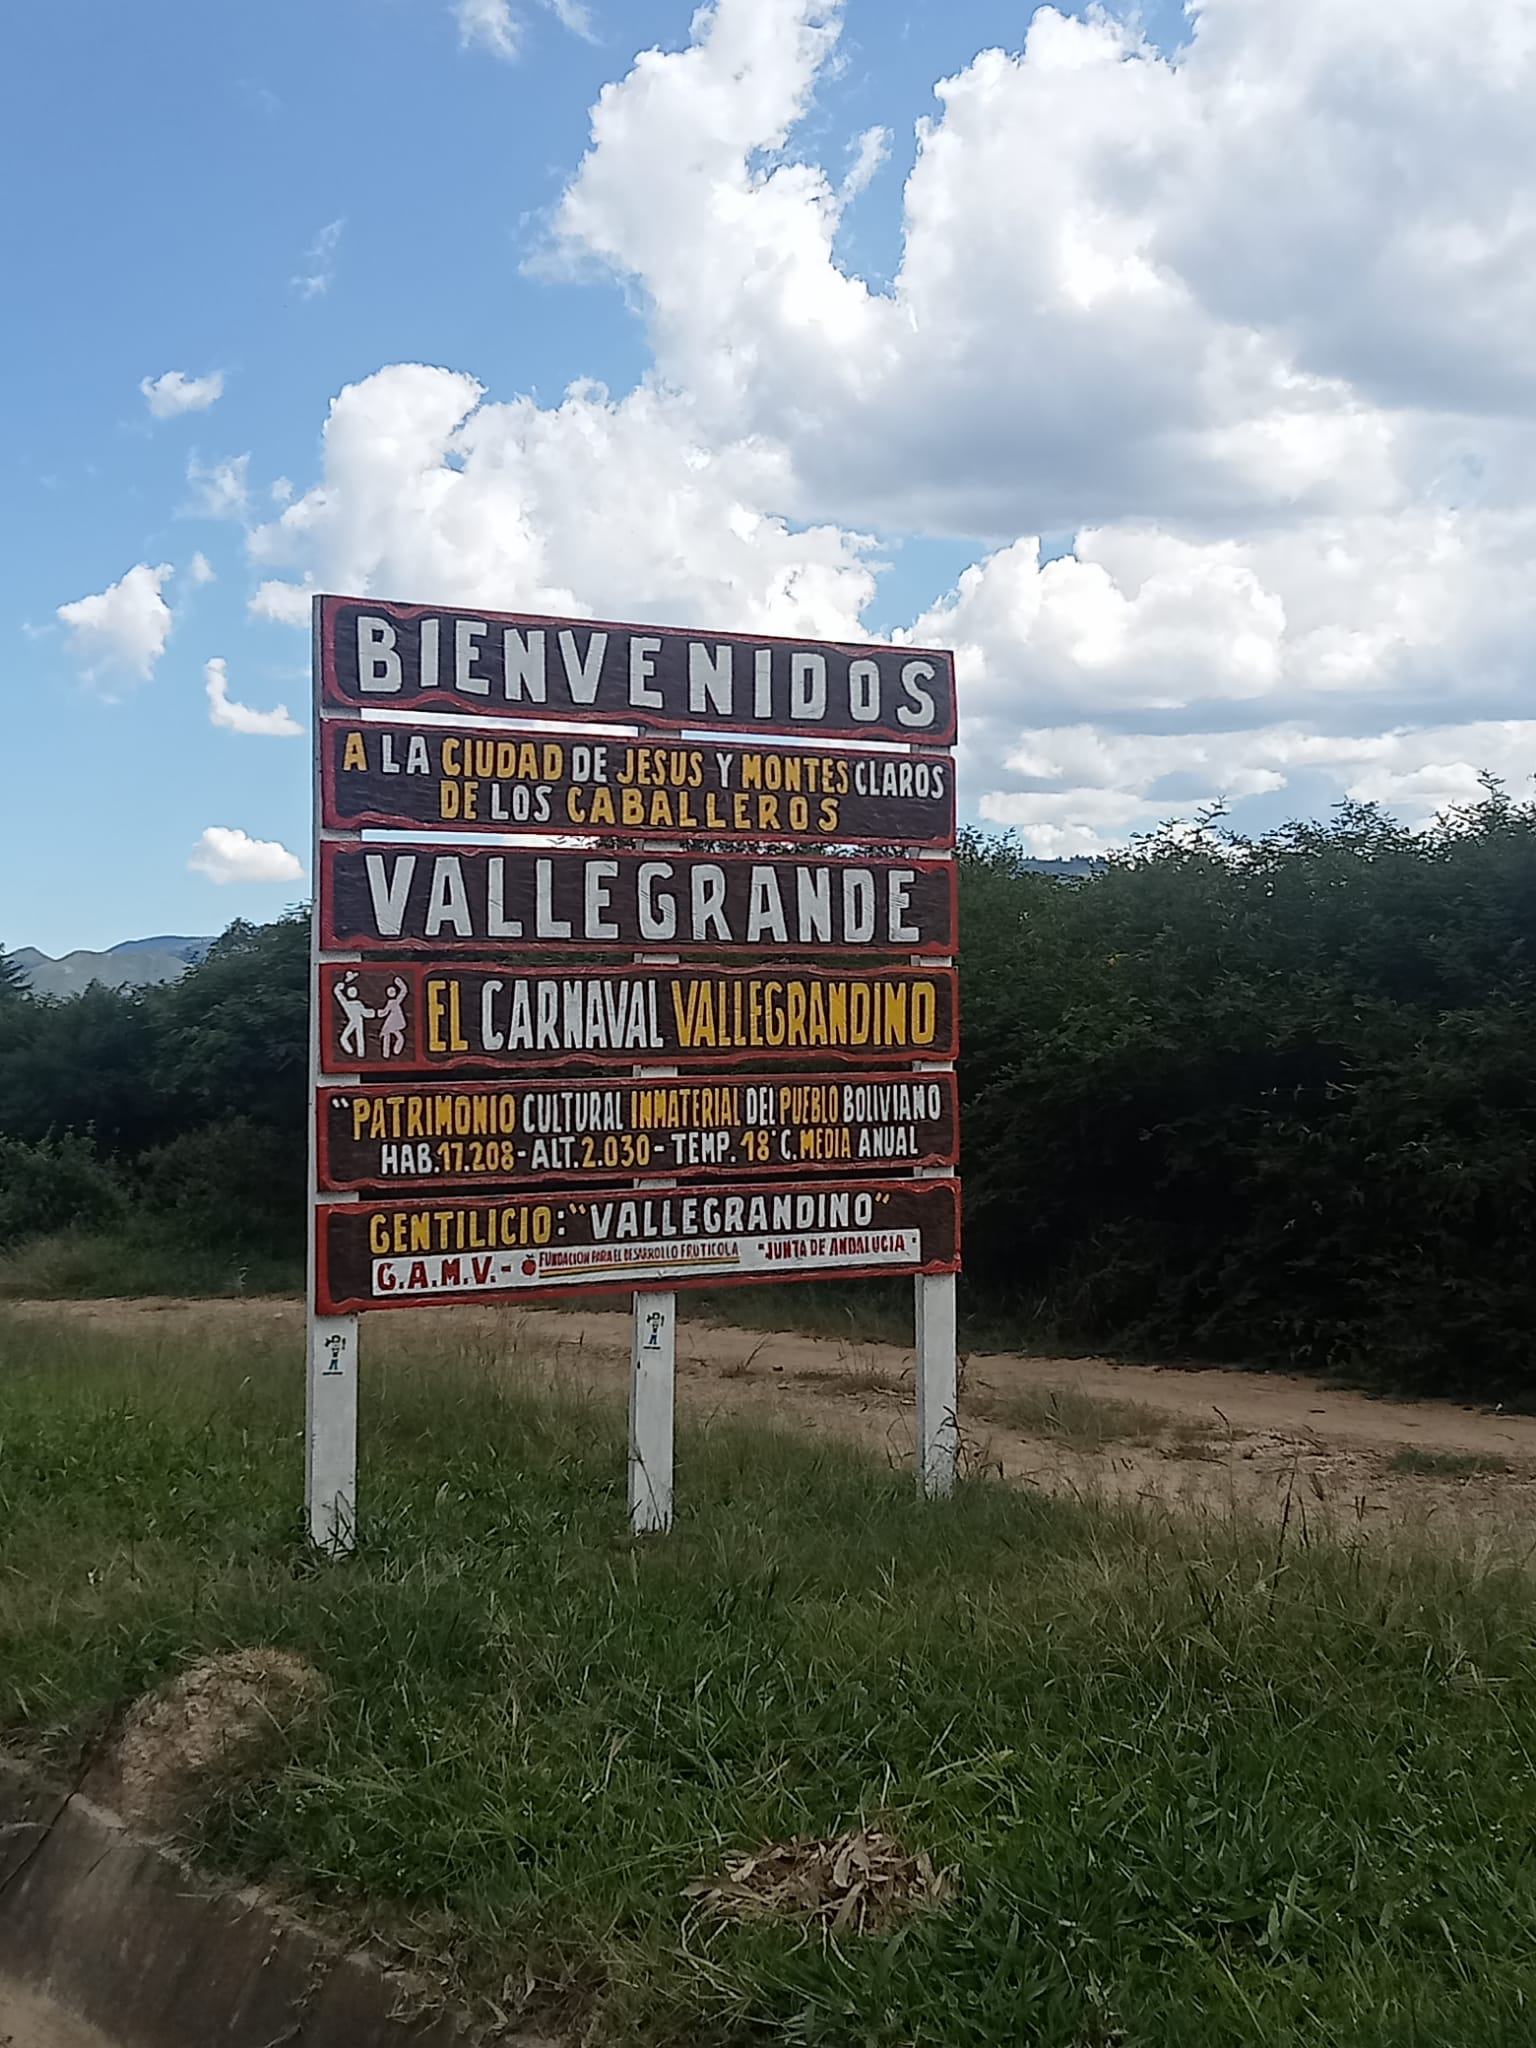 BIENVENIDOS
A LA CIUDAD DE JESUS Y MONTES CLAROS
DE LOS CABALLEROS
VALLEGRANDE
EL CARNAVAL VALLEGRANDINO
"PATRIMONIO CULTURAL INMATERIAL DEL PUEBLO BOLIVIANO
HAB.17.208-ALT.2.030-TEMP. 18°C. MEDIA ANUAL
GENTILICIO:"VALLEGRANDINO"
G.A.M.V.- FUNDACION PARA EL DESARROLLO FRUTICOLA "JUNTA DE ANDALUCIA"